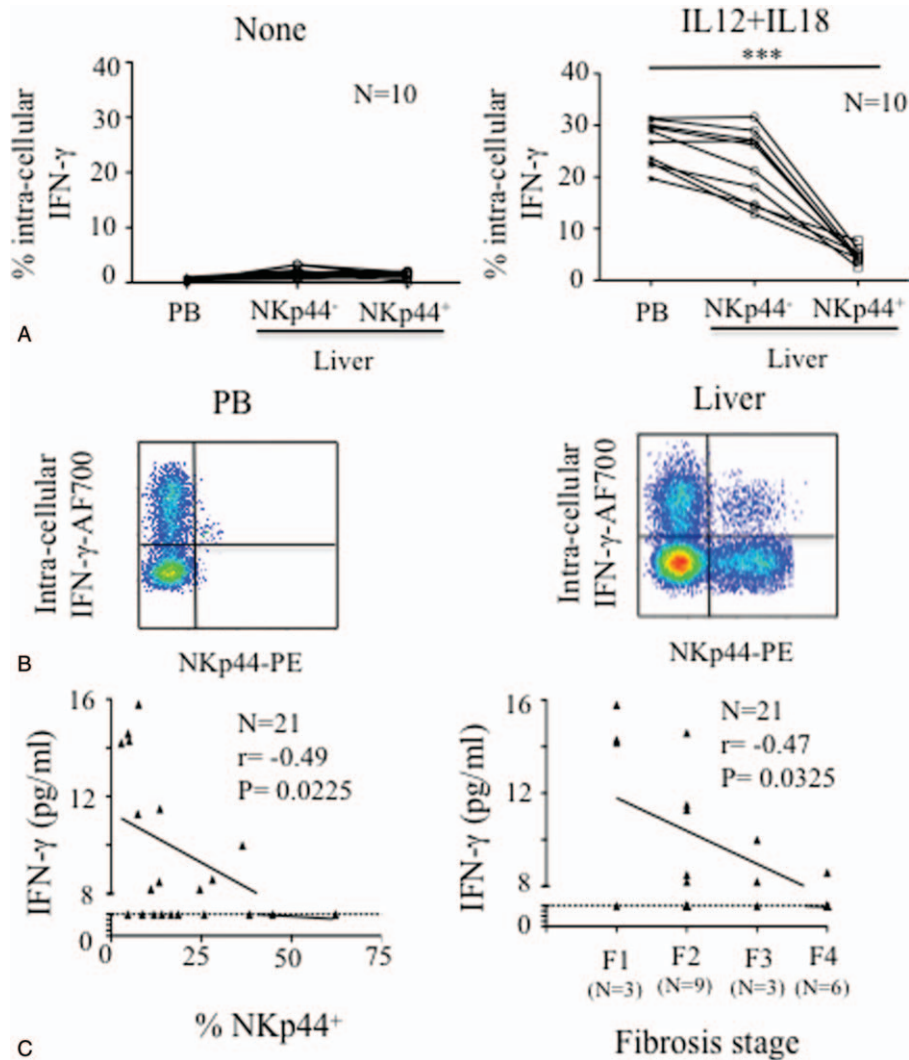 None
% intra-cellular
IFN-γ
40
30
20
10
0
N=10
PB
NKp44-
NKp44+
Liver
IL12+IL18
***
% intra-cellular
IFN-γ
40
30
20
10
0
N=10
PB
NKp44-
NKp44+
Liver
A
PB
Intra-cellular
IFN-γ-AF700
NKp44-PE
Liver
Intra-cellular
IFN-γ-AF700
NKp44-PE
B
IFN-γ (pg/ml)
16
12
8
0
N=21
r= -0.49
P= 0.0225
0
25
50
75
% NKp44+
IFN-γ (pg/ml)
16
12
8
0
N=21
r= -0.47
P= 0.0325
F1
F2
F3
F4
(N=3)
(N=9)
(N=3)
(N=6)
Fibrosis stage
C